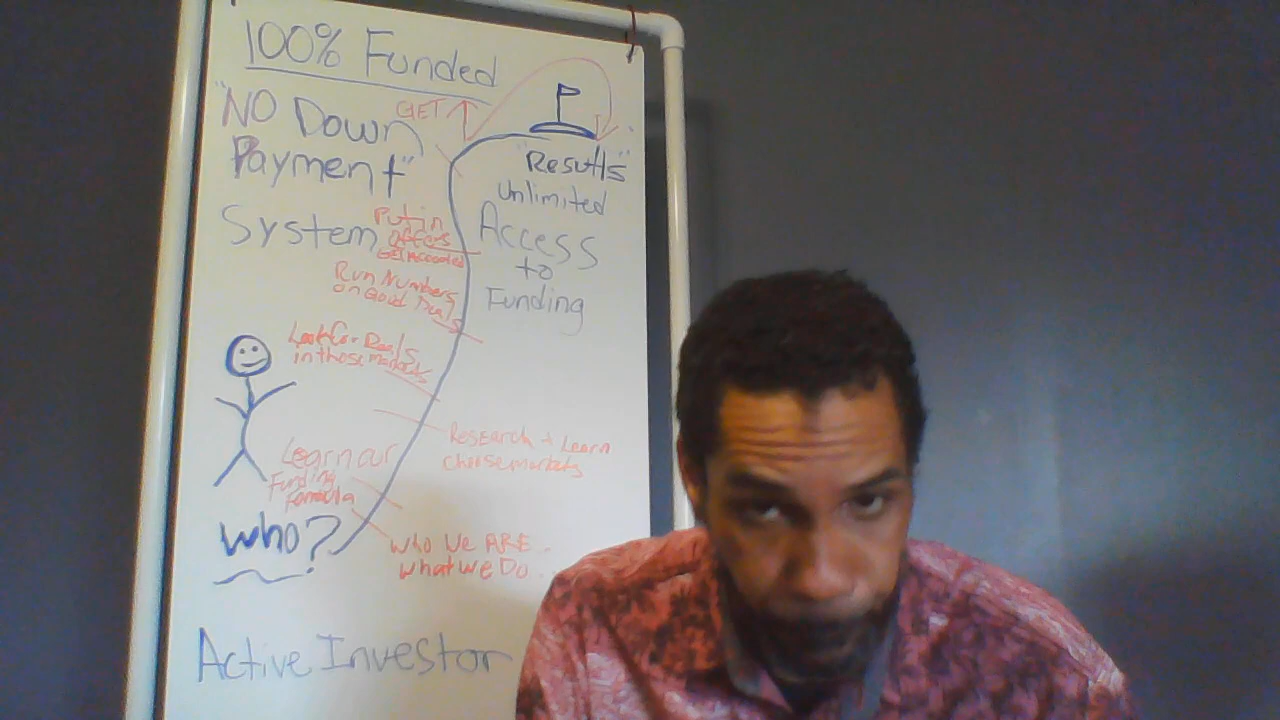 100% Funded
"NO Down
Payment"
System
GET
"Results"
Unlimited
Access
to
Funding
Put in
offers
GET Accepted
Run Numbers
on Good Deals
Look for Deals
in those markets
Research + Learn
choose markets
Learn our
Funding
Formula
Who?
Who We ARE
What we Do
Active Investor